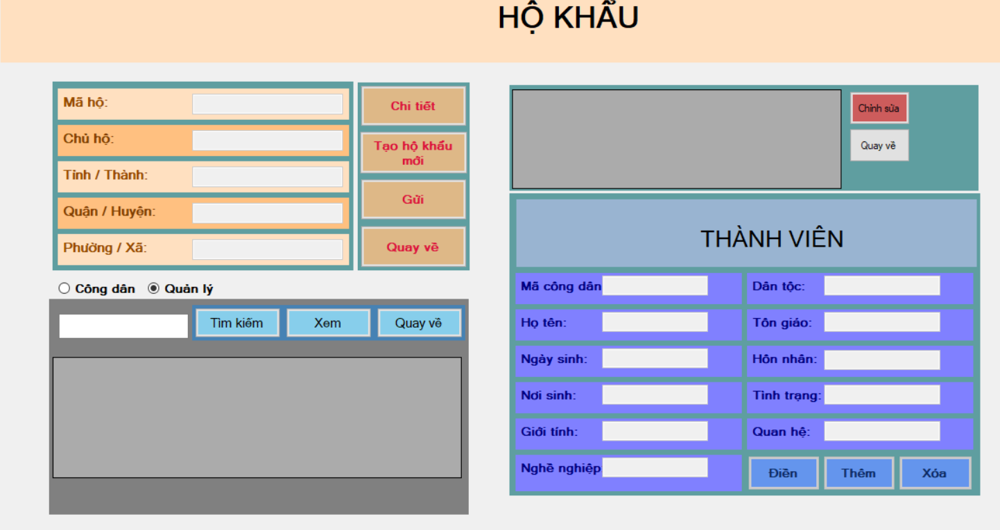 HỘ KHẨU
Mã hộ:
Chủ hộ:
Tỉnh / Thành:
Quận / Huyện:
Phường / Xã:
Chi tiết
Tạo hộ khẩu
mới
Gửi
Quay về
Công dân
Quản lý
Tìm kiếm
Xem
Quay về
Chỉnh sửa
Quay về
THÀNH VIÊN
Mã công dân
Họ tên:
Ngày sinh:
Nơi sinh:
Giới tính:
Nghề nghiệp
Dân tộc:
Tôn giáo:
Hôn nhân:
Tình trạng:
Quan hệ:
Điền
Thêm
Xóa